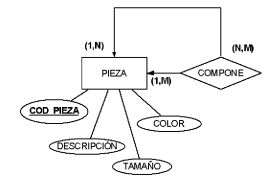 (1,N)
(N,M)
PIEZA
COMPONE
(1,M)
COD_PIEZA
COLOR
DESCRIPCIÓN
TAMAÑO